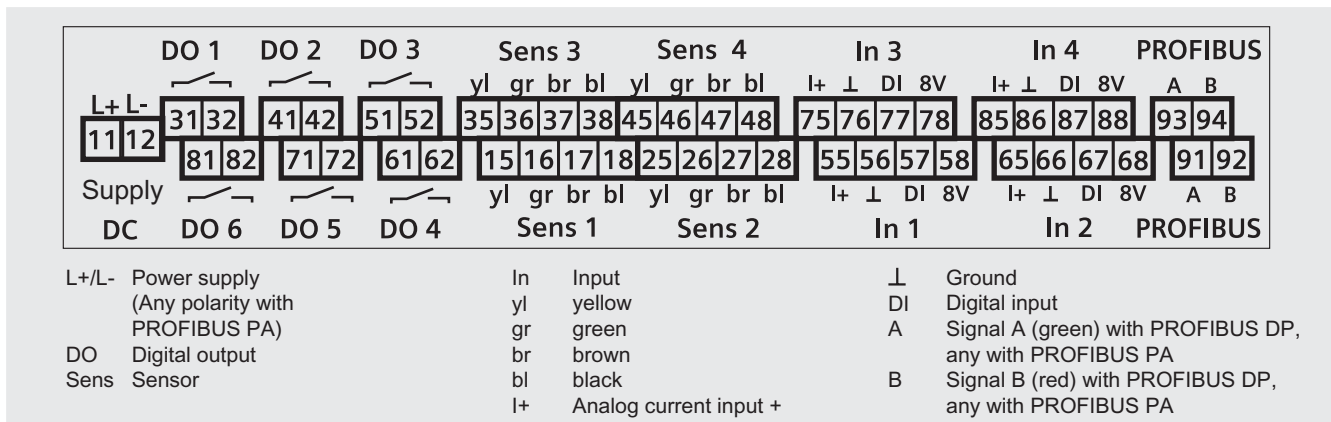 DO 1 DO 2 DO 3 Sens 3 Sens 4 In 3 In 4 PROFIBUS
yl gr br bl yl gr br bl I+ ⊥ DI 8V I+ ⊥ DI 8V A B
L+ L- 31 32 41 42 51 52 35 36 37 38 45 46 47 48 75 76 77 78 85 86 87 88 93 94
11 12 81 82 71 72 61 62 15 16 17 18 25 26 27 28 55 56 57 58 65 66 67 68 91 92
Supply yl gr br bl yl gr br bl I+ ⊥ DI 8V I+ ⊥ DI 8V A B
DC DO 6 DO 5 DO 4 Sens 1 Sens 2 In 1 In 2 PROFIBUS
L+/L- Power supply
(Any polarity with
PROFIBUS PA)
DO Digital output
Sens Sensor
In Input
yl yellow
gr green
br brown
bl black
I+ Analog current input +
⊥ Ground
DI Digital input
A Signal A (green) with PROFIBUS DP,
any with PROFIBUS PA
B Signal B (red) with PROFIBUS DP,
any with PROFIBUS PA